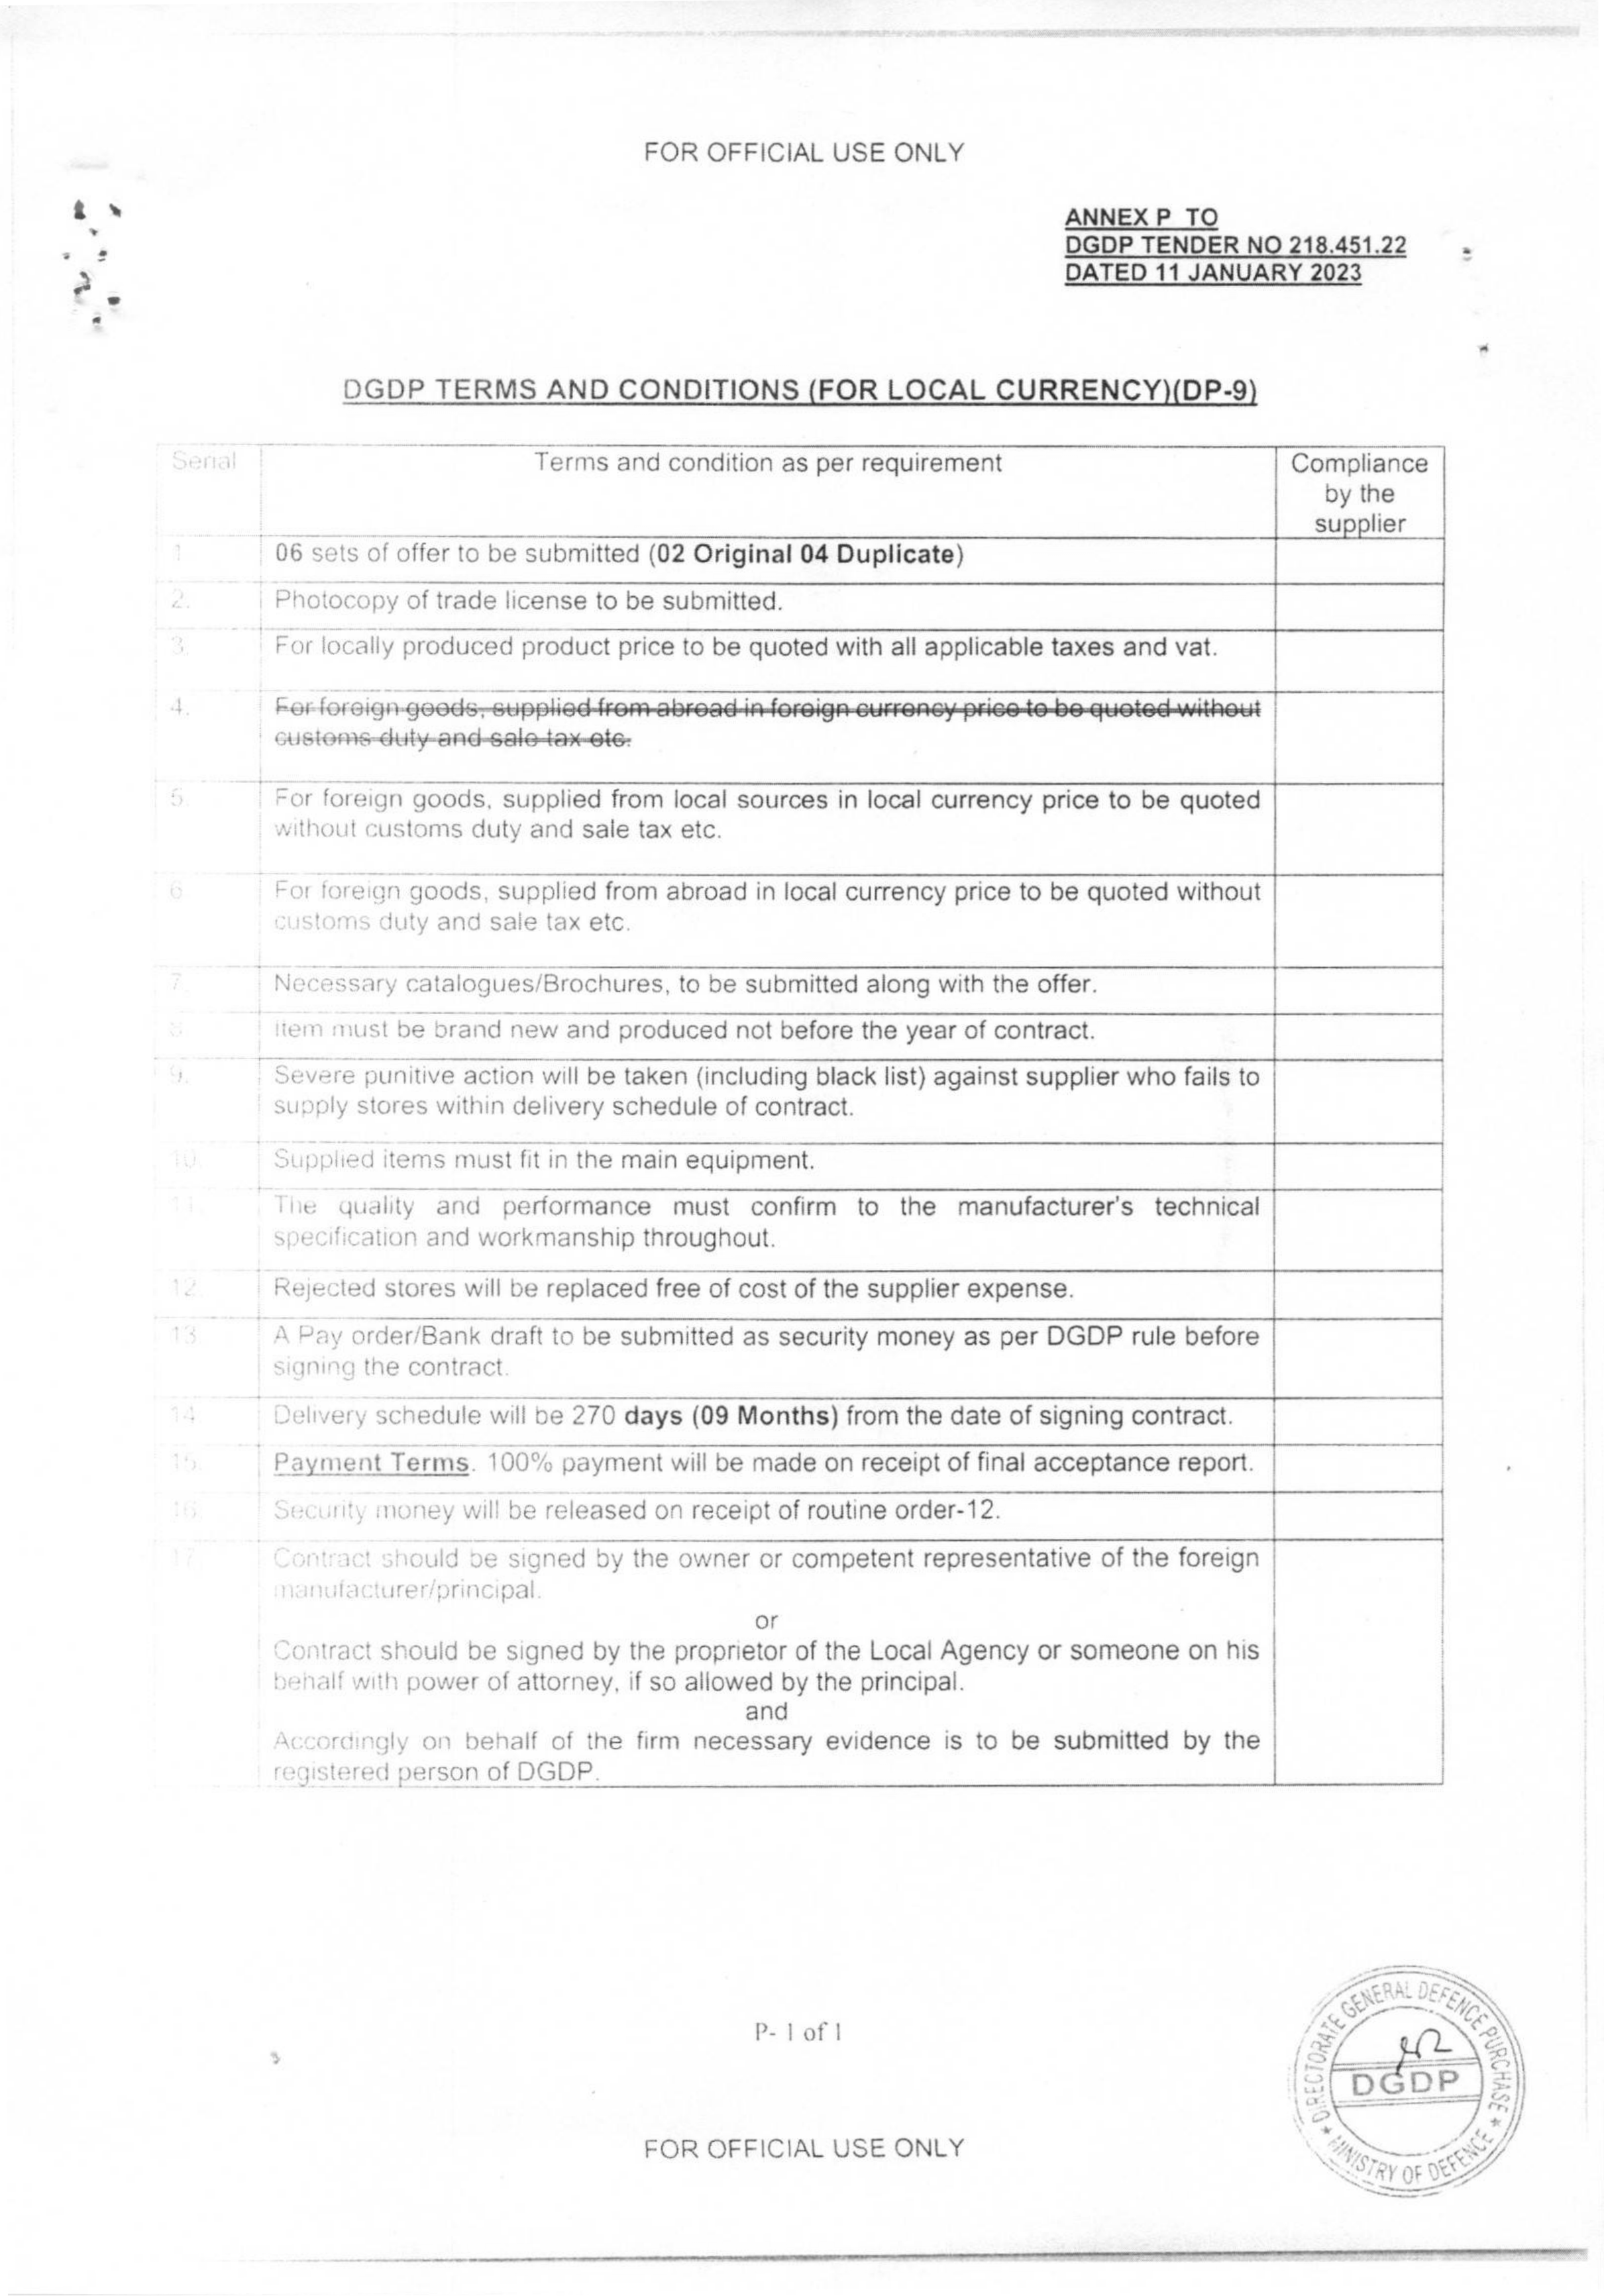 FOR OFFICIAL USE ONLY
ANNEX P TO
DGDP TENDER NO 218.451.22
DATED 11 JANUARY 2023
DGDP TERMS AND CONDITIONS (FOR LOCAL CURRENCY)(DP-9)
Serial Terms and condition as per requirement Compliance
by the
supplier
1 06 sets of offer to be submitted (02 Original 04 Duplicate)
2. Photocopy of trade license to be submitted.
3. For locally produced product price to be quoted with all applicable taxes and vat.
4. For foreign goods, supplied from abroad in foreign currency price to be quoted without
customs duty and sale tax etc.
5. For foreign goods, supplied from local sources in local currency price to be quoted
without customs duty and sale tax etc.
6 For foreign goods, supplied from abroad in local currency price to be quoted without
customs duty and sale tax etc.
7. Necessary catalogues/Brochures, to be submitted along with the offer.
8. Item must be brand new and produced not before the year of contract.
9. Severe punitive action will be taken (including black list) against supplier who fails to
supply stores within delivery schedule of contract.
10. Supplied items must fit in the main equipment.
11. The quality and performance must confirm to the manufacturer's technical
specification and workmanship throughout.
12. Rejected stores will be replaced free of cost of the supplier expense.
13 A Pay order/Bank draft to be submitted as security money as per DGDP rule before
signing the contract.
14 Delivery schedule will be 270 days (09 Months) from the date of signing contract.
15. Payment Terms. 100% payment will be made on receipt of final acceptance report.
16. Security money will be released on receipt of routine order-12.
17. Contract should be signed by the owner or competent representative of the foreign
manufacturer/principal.
or
Contract should be signed by the proprietor of the Local Agency or someone on his
behalf with power of attorney, if so allowed by the principal.
and
Accordingly on behalf of the firm necessary evidence is to be submitted by the
registered person of DGDP.
P- 1 of 1
DIRECTORATE GENERAL DEFENCE PURCHASE
DGDP
* MINISTRY OF DEFENCE *
FOR OFFICIAL USE ONLY